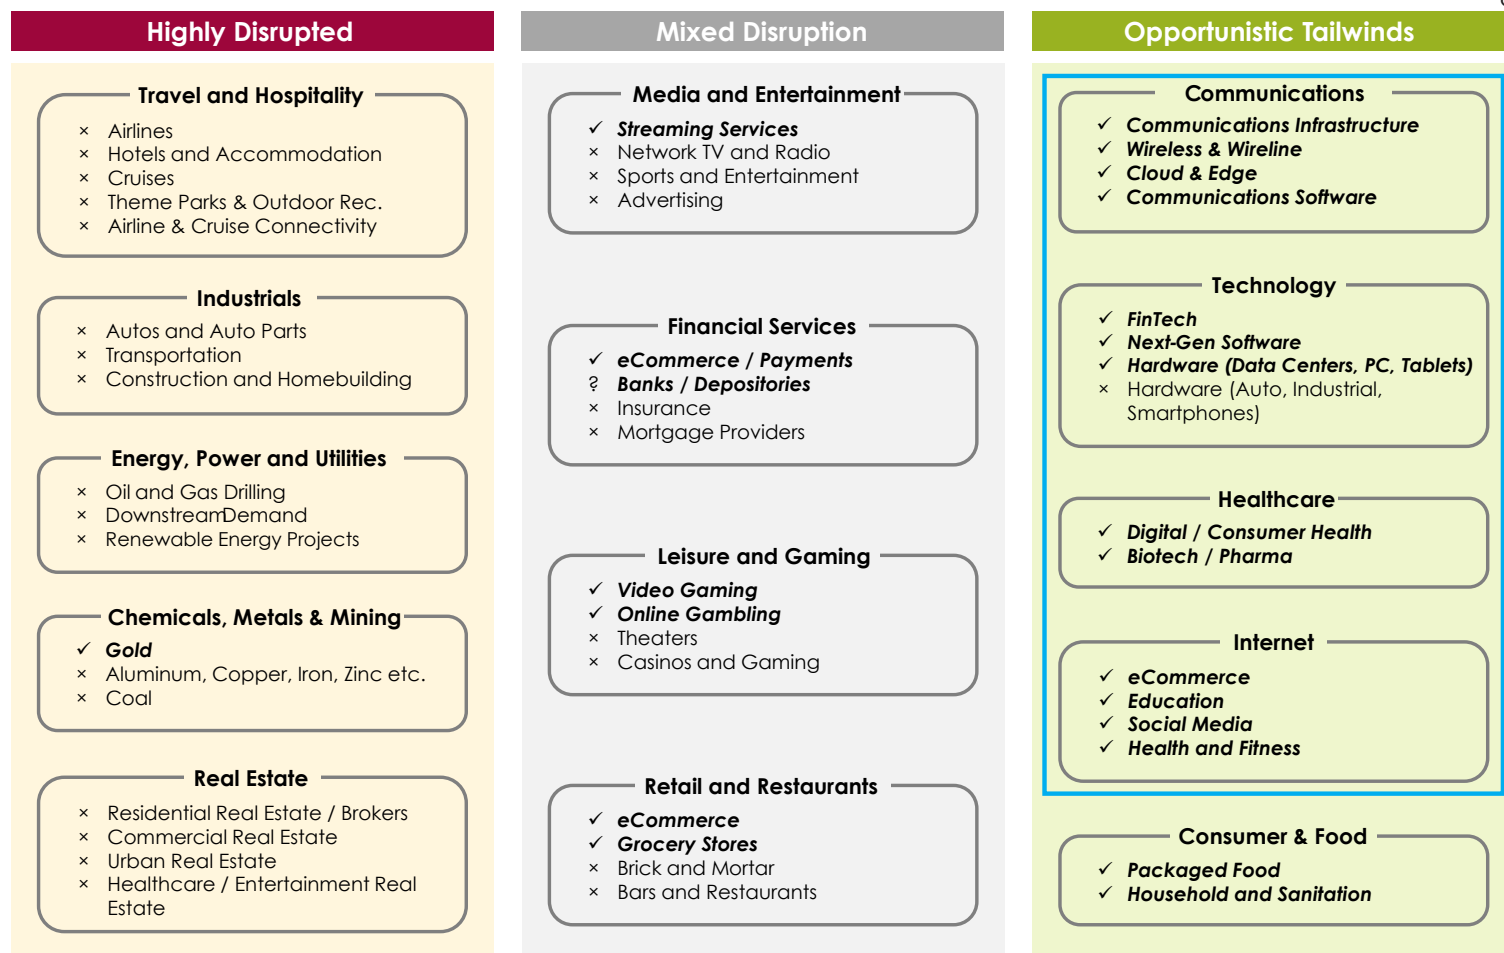 Highly Disrupted
Travel and Hospitality
× Airlines
× Hotels and Accommodation
× Cruises
× Theme Parks & Outdoor Rec.
× Airline & Cruise Connectivity
Industrials
× Autos and Auto Parts
× Transportation
× Construction and Homebuilding
Energy, Power and Utilities
× Oil and Gas Drilling
× Downstream Demand
× Renewable Energy Projects
Chemicals, Metals & Mining
✓ Gold
× Aluminum, Copper, Iron, Zinc etc.
× Coal
Real Estate
× Residential Real Estate / Brokers
× Commercial Real Estate
× Urban Real Estate
× Healthcare / Entertainment Real
Estate
Mixed Disruption
Media and Entertainment
✓ Streaming Services
× Network TV and Radio
× Sports and Entertainment
× Advertising
Financial Services
✓ eCommerce / Payments
? Banks / Depositories
× Insurance
× Mortgage Providers
Leisure and Gaming
✓ Video Gaming
✓ Online Gambling
× Theaters
× Casinos and Gaming
Retail and Restaurants
✓ eCommerce
✓ Grocery Stores
× Brick and Mortar
× Bars and Restaurants
Opportunistic Tailwinds
Communications
✓ Communications Infrastructure
✓ Wireless & Wireline
✓ Cloud & Edge
✓ Communications Software
Technology
✓ FinTech
✓ Next-Gen Software
✓ Hardware (Data Centers, PC, Tablets)
× Hardware (Auto, Industrial,
Smartphones)
Healthcare
✓ Digital / Consumer Health
✓ Biotech / Pharma
Internet
✓ eCommerce
✓ Education
✓ Social Media
✓ Health and Fitness
Consumer & Food
✓ Packaged Food
✓ Household and Sanitation